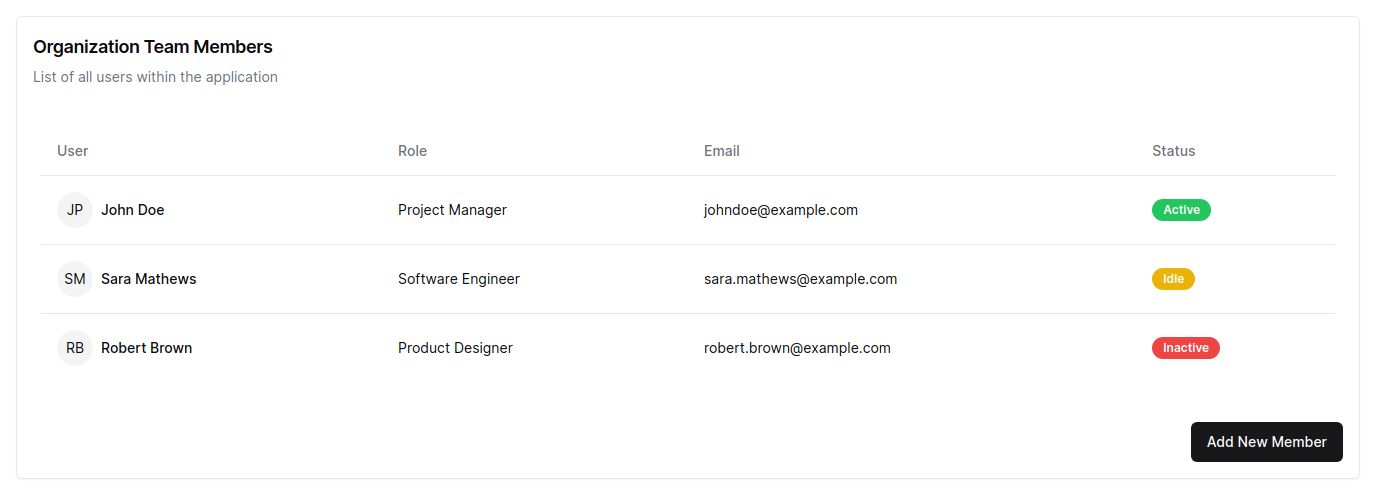 Organization Team Members
List of all users within the application
User Role Email Status
JP John Doe Project Manager johndoe@example.com Active
SM Sara Mathews Software Engineer sara.mathews@example.com Idle
RB Robert Brown Product Designer robert.brown@example.com Inactive
Add New Member